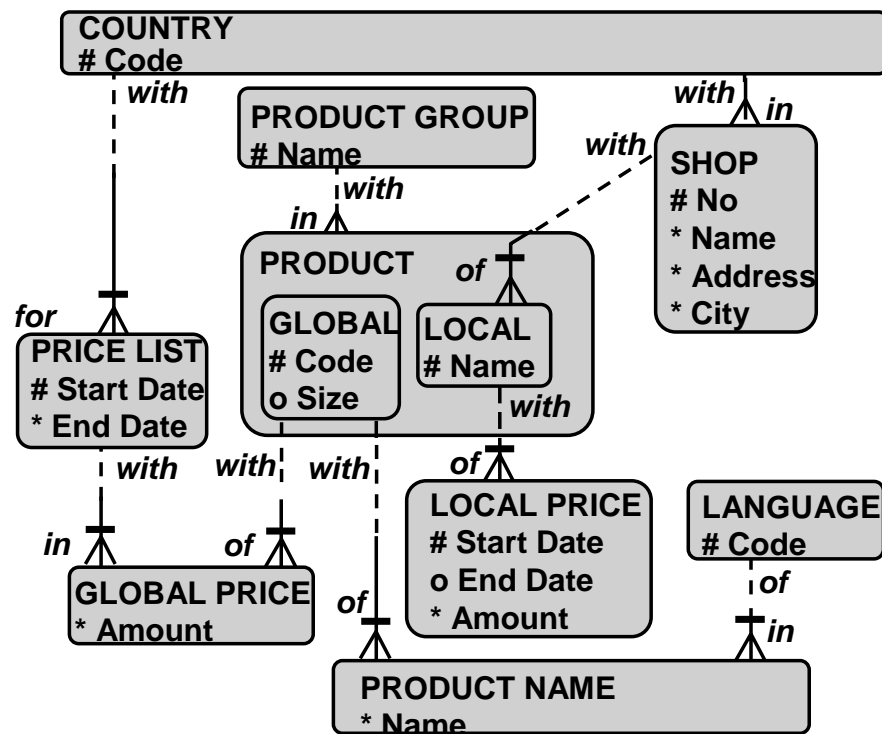 COUNTRY
# Code
with
with
in
PRODUCT GROUP
# Name
with
in
with
SHOP
# No
* Name
* Address
* City
PRODUCT
of
GLOBAL
# Code
o Size
LOCAL
# Name
for
PRICE LIST
# Start Date
* End Date
with
with
with
with
in
of
of
of
LOCAL PRICE
# Start Date
o End Date
* Amount
LANGUAGE
# Code
of
in
GLOBAL PRICE
* Amount
PRODUCT NAME
* Name